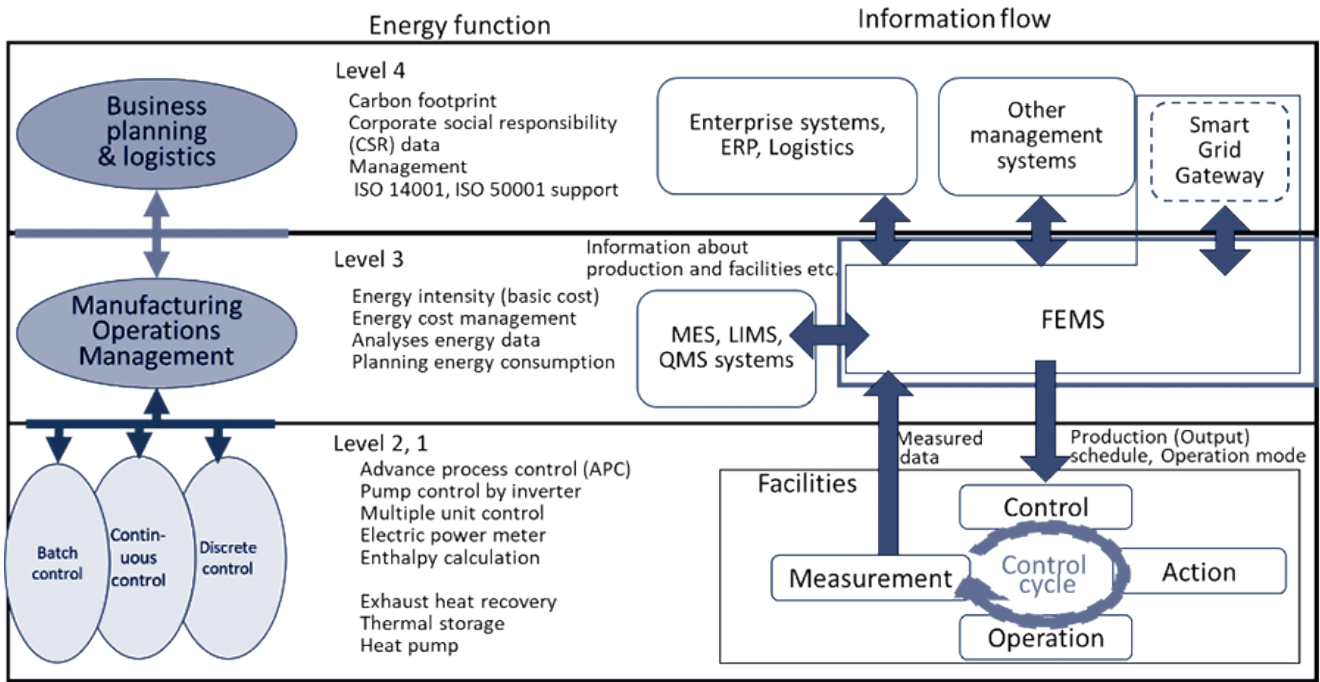 Energy function
Information flow
Business
planning
& logistics
Level 4
Carbon footprint
Corporate social responsibility
(CSR) data
Management
ISO 14001, ISO 50001 support
Enterprise systems,
ERP, Logistics
Other
management
systems
Smart
Grid
Gateway
Manufacturing
Operations
Management
Level 3
Energy intensity (basic cost)
Energy cost management
Analyses energy data
Planning energy consumption
Information about
production and facilities etc.
MES, LIMS,
QMS systems
FEMS
Batch
control
Contin-
uous
control
Discrete
control
Level 2, 1
Advance process control (APC)
Pump control by inverter
Multiple unit control
Electric power meter
Enthalpy calculation
Exhaust heat recovery
Thermal storage
Heat pump
Measured
data
Production (Output)
schedule, Operation mode
Facilities
Control
Measurement
Control
cycle
Action
Operation